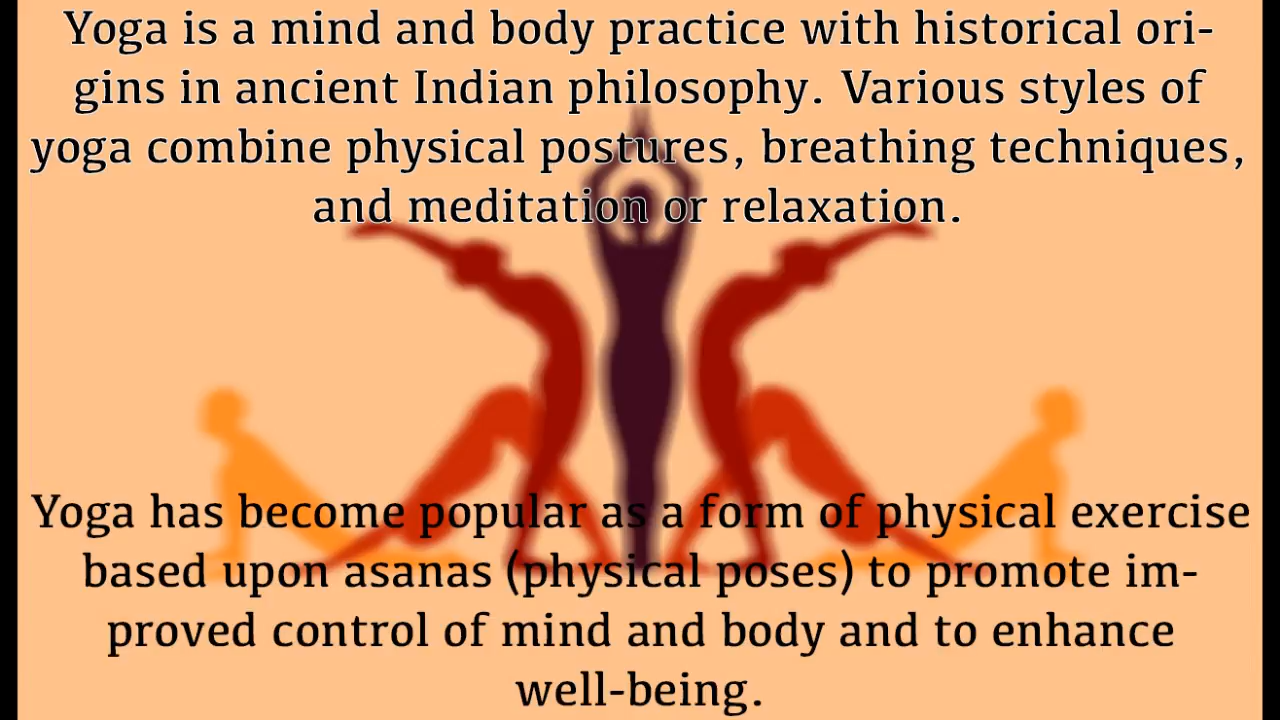 Yoga is a mind and body practice with historical ori-
gins in ancient Indian philosophy. Various styles of
yoga combine physical postures, breathing techniques,
and meditation or relaxation.
Yoga has become popular as a form of physical exercise
based upon asanas (physical poses) to promote im-
proved control of mind and body and to enhance
well-being.